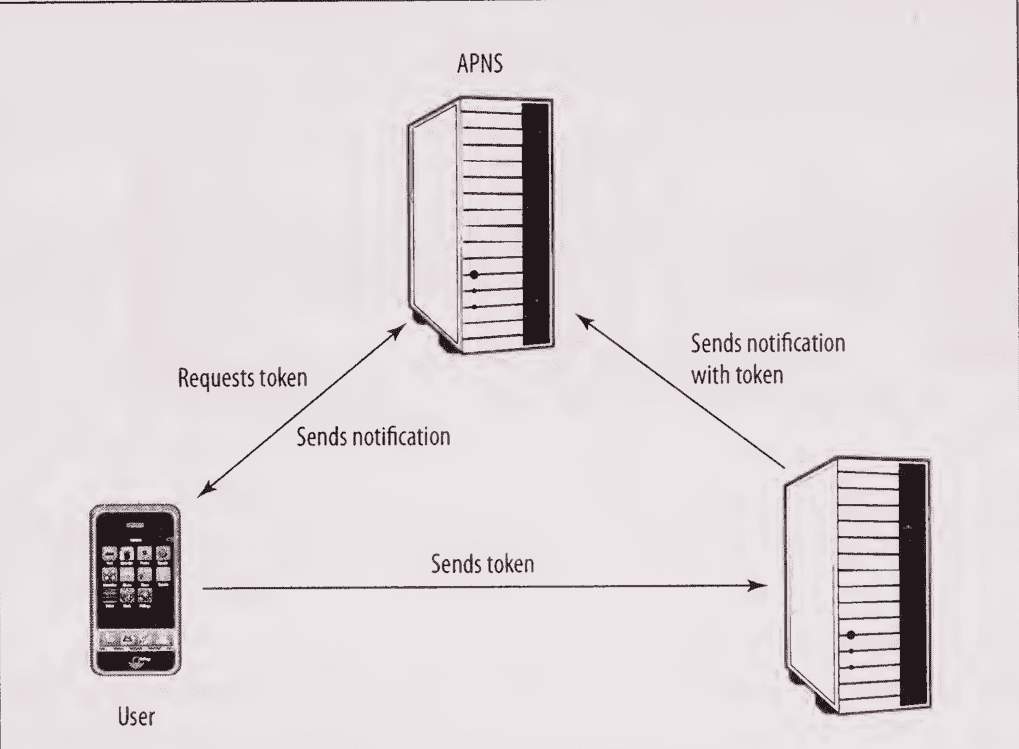 APNS
Sends notification
with token
Requests token
Sends notification
Sends token
User